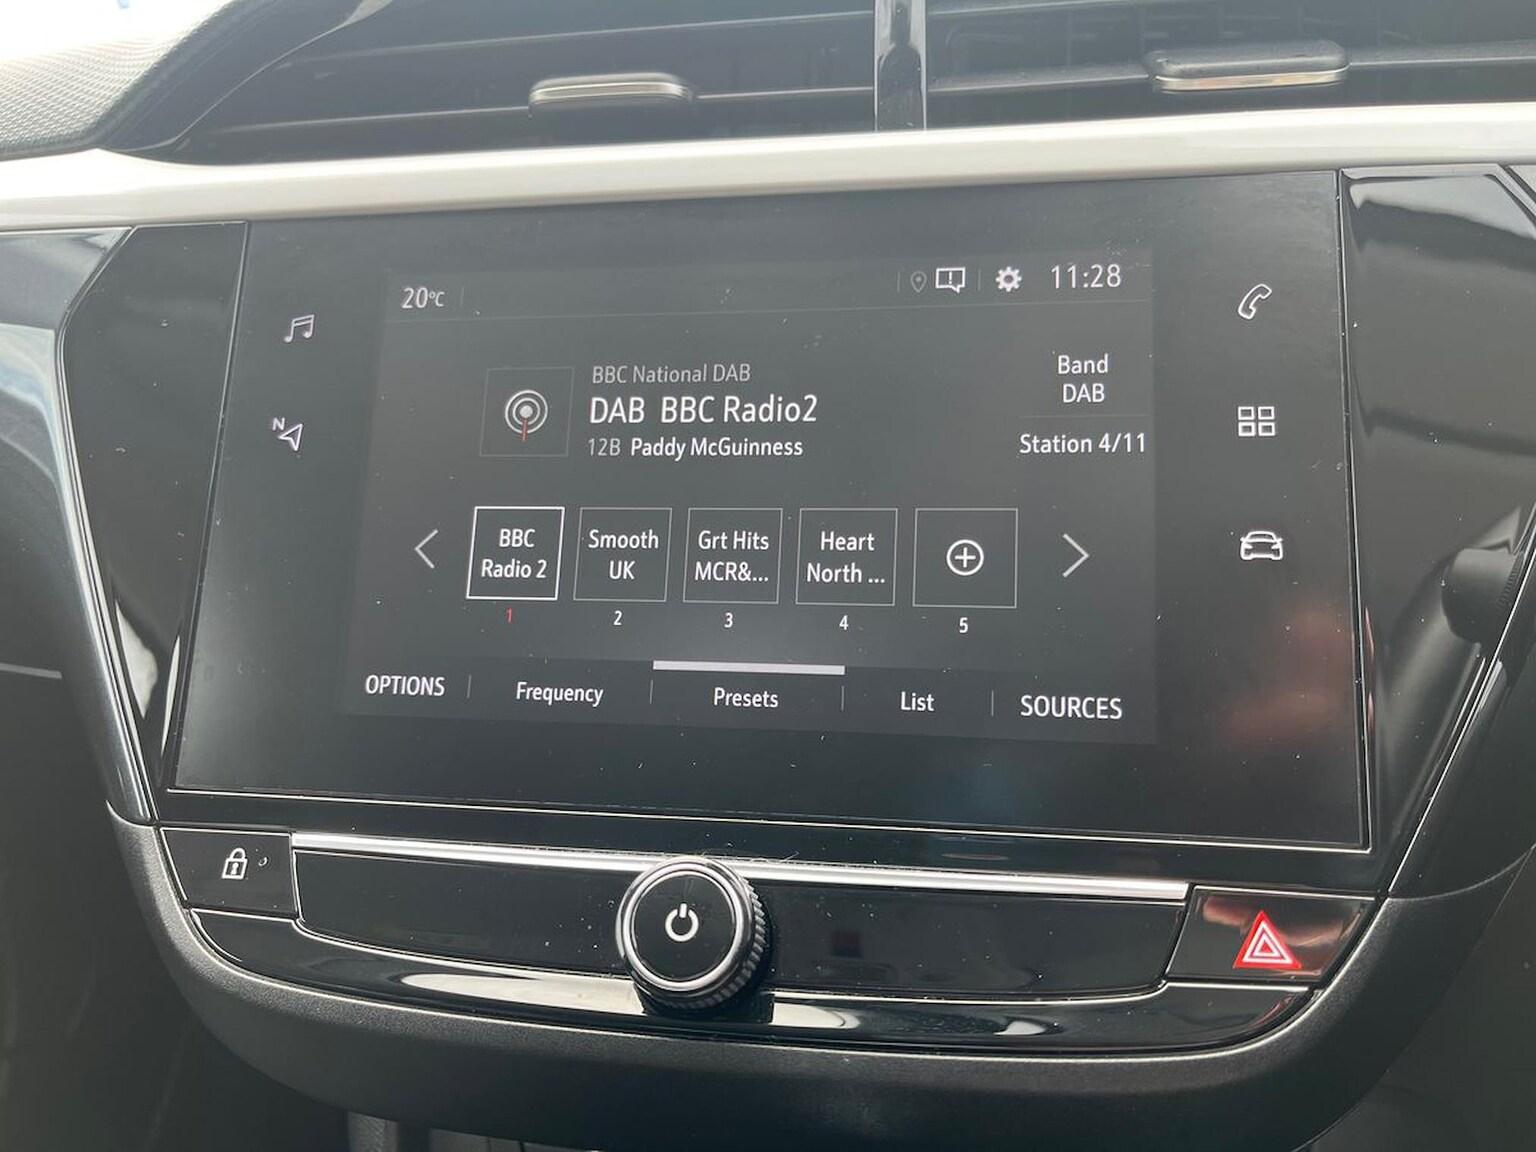 20°C
11:28
BBC National DAB
DAB BBC Radio2
12B Paddy McGuinness
Band
DAB
Station 4/11
N
BBC
Radio 2
Smooth
UK
Grt Hits
MCR&...
Heart
North ...
1
2
3
4
5
OPTIONS
Frequency
Presets
List
SOURCES